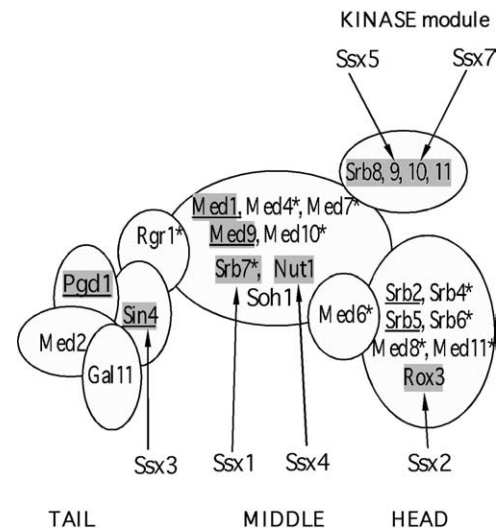 KINASE module
Ssx5 Ssx7
Srb8, 9, 10, 11
Med1, Med4*, Med7*
Rgr1* Med9, Med10*
Srb7*, Nut1
Pgd1 Soh1 Srb2, Srb4*
Sin4 Med6* Srb5, Srb6*
Med2 Med8*, Med11*
Gal11 Rox3
Ssx3 Ssx1 Ssx4 Ssx2
TAIL MIDDLE HEAD